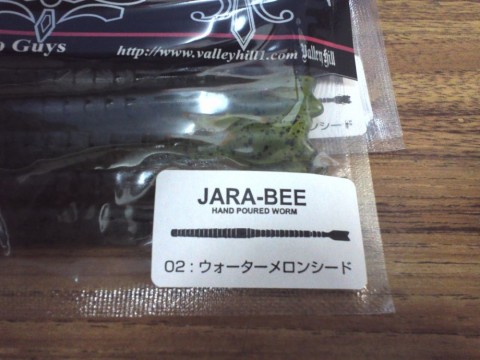 o Guys
http://www.valleyhill1.com
ValleyHill
JARA-BEE
HAND POURED WORM
02:ウォーターメロンシード
ンシード